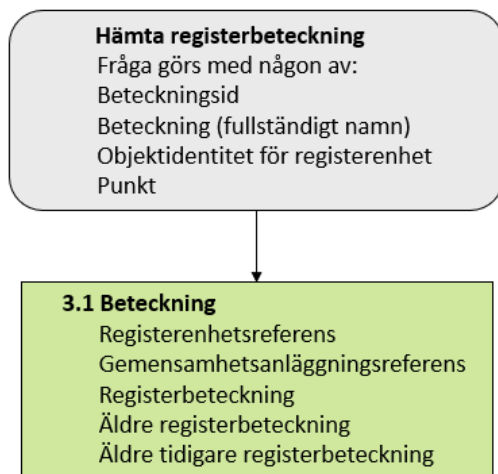 Hämta registerbeteckning
Fråga görs med någon av:
Beteckningsid
Beteckning (fullständigt namn)
Objektidentitet för registerenhet
Punkt
3.1 Beteckning
Registerenhetsreferens
Gemensamhetsanläggningsreferens
Registerbeteckning
Äldre registerbeteckning
Äldre tidigare registerbeteckning